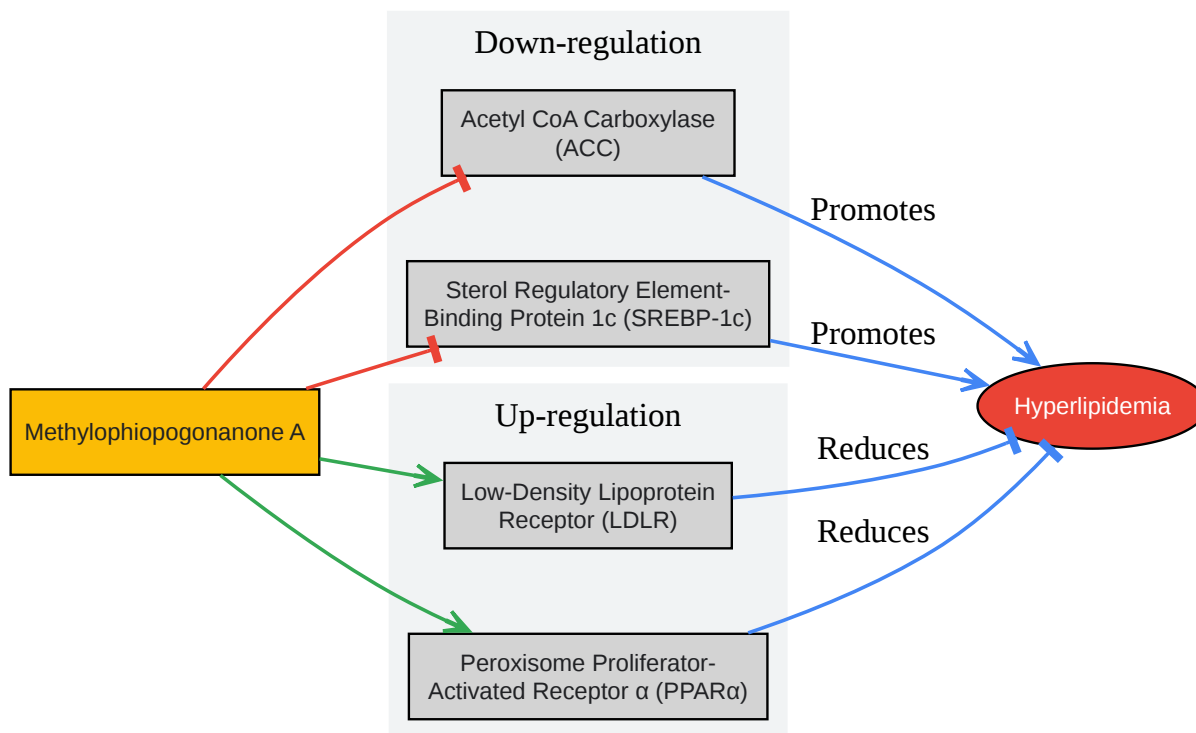 Down-regulation
Acetyl CoA Carboxylase
(ACC)
Promotes
Sterol Regulatory Element-
Binding Protein 1c (SREBP-1c)
Promotes
Methylophiopogonanone A
Hyperlipidemia
Up-regulation
Reduces
Low-Density Lipoprotein
Receptor (LDLR)
Reduces
Peroxisome Proliferator-
Activated Receptor α (PPARα)